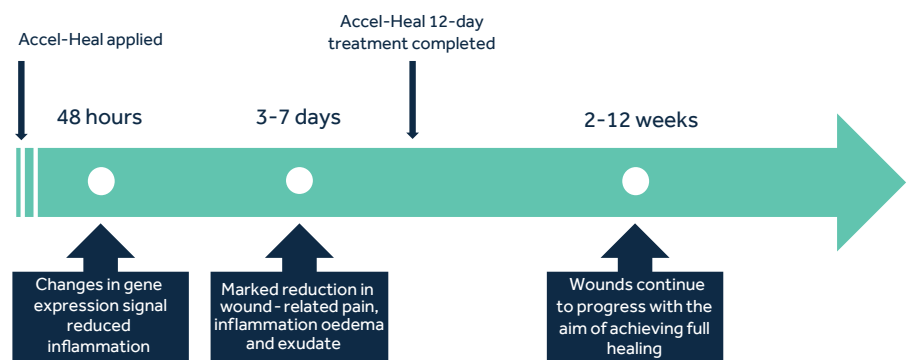 Accel-Heal applied
Accel-Heal 12-day
treatment completed
48 hours
3-7 days
2-12 weeks
Changes in gene
expression signal
reduced
inflammation
Marked reduction in
wound-related pain,
inflammation oedema
and exudate
Wounds continue
to progress with the
aim of achieving full
healing